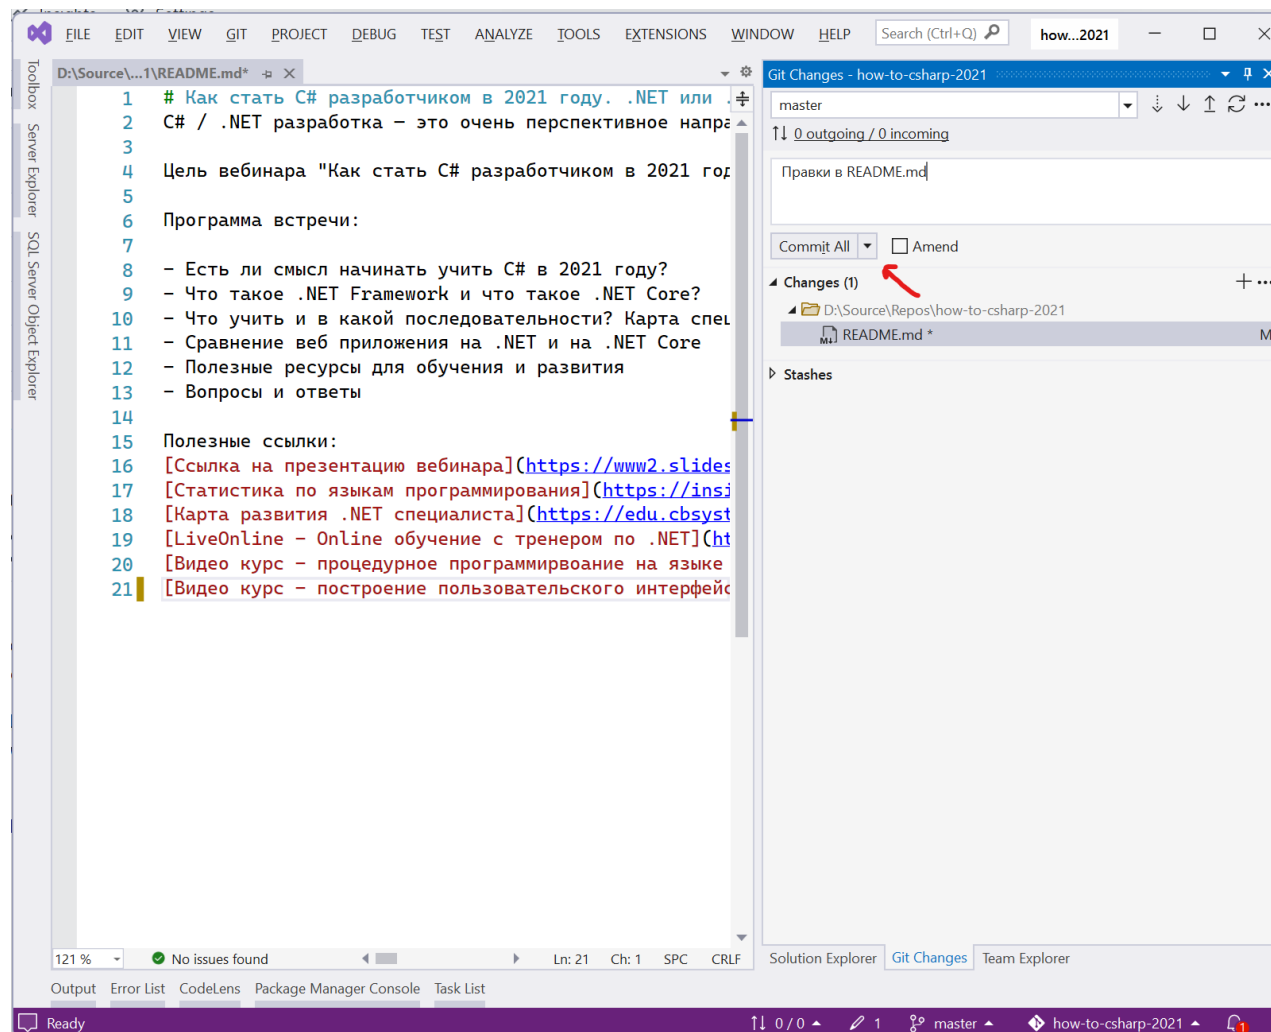 FILE EDIT VIEW GIT PROJECT DEBUG TEST ANALYZE TOOLS EXTENSIONS WINDOW HELP Search (Ctrl+Q) how...2021
Toolbox
Server Explorer
SQL Server Object Explorer
D:\Source\...1\README.md*
1 # Как стать C# разработчиком в 2021 году. .NET или .
2 C# / .NET разработка – это очень перспективное напра
3
4 Цель вебинара "Как стать C# разработчиком в 2021 год
5
6 Программа встречи:
7
8 – Есть ли смысл начинать учить C# в 2021 году?
9 – Что такое .NET Framework и что такое .NET Core?
10 – Что учить и в какой последовательности? Карта спец
11 – Сравнение веб приложения на .NET и на .NET Core
12 – Полезные ресурсы для обучения и развития
13 – Вопросы и ответы
14
15 Полезные ссылки:
16 [Ссылка на презентацию вебинара](https://www2.slides
17 [Статистика по языкам программирования](https://insi
18 [Карта развития .NET специалиста](https://edu.cbsyst
19 [LiveOnline – Online обучение с тренером по .NET](ht
20 [Видео курс – процедурное программирвоание на языке
21 [Видео курс – построение пользовательского интерфейс
121 % No issues found Ln: 21 Ch: 1 SPC CRLF
Git Changes - how-to-csharp-2021
master
0 outgoing / 0 incoming
Правки в README.md
Commit All Amend
Changes (1)
D:\Source\Repos\how-to-csharp-2021
README.md * M
Stashes
Solution Explorer Git Changes Team Explorer
Output Error List CodeLens Package Manager Console Task List
Ready 0 / 0 1 master how-to-csharp-2021 1